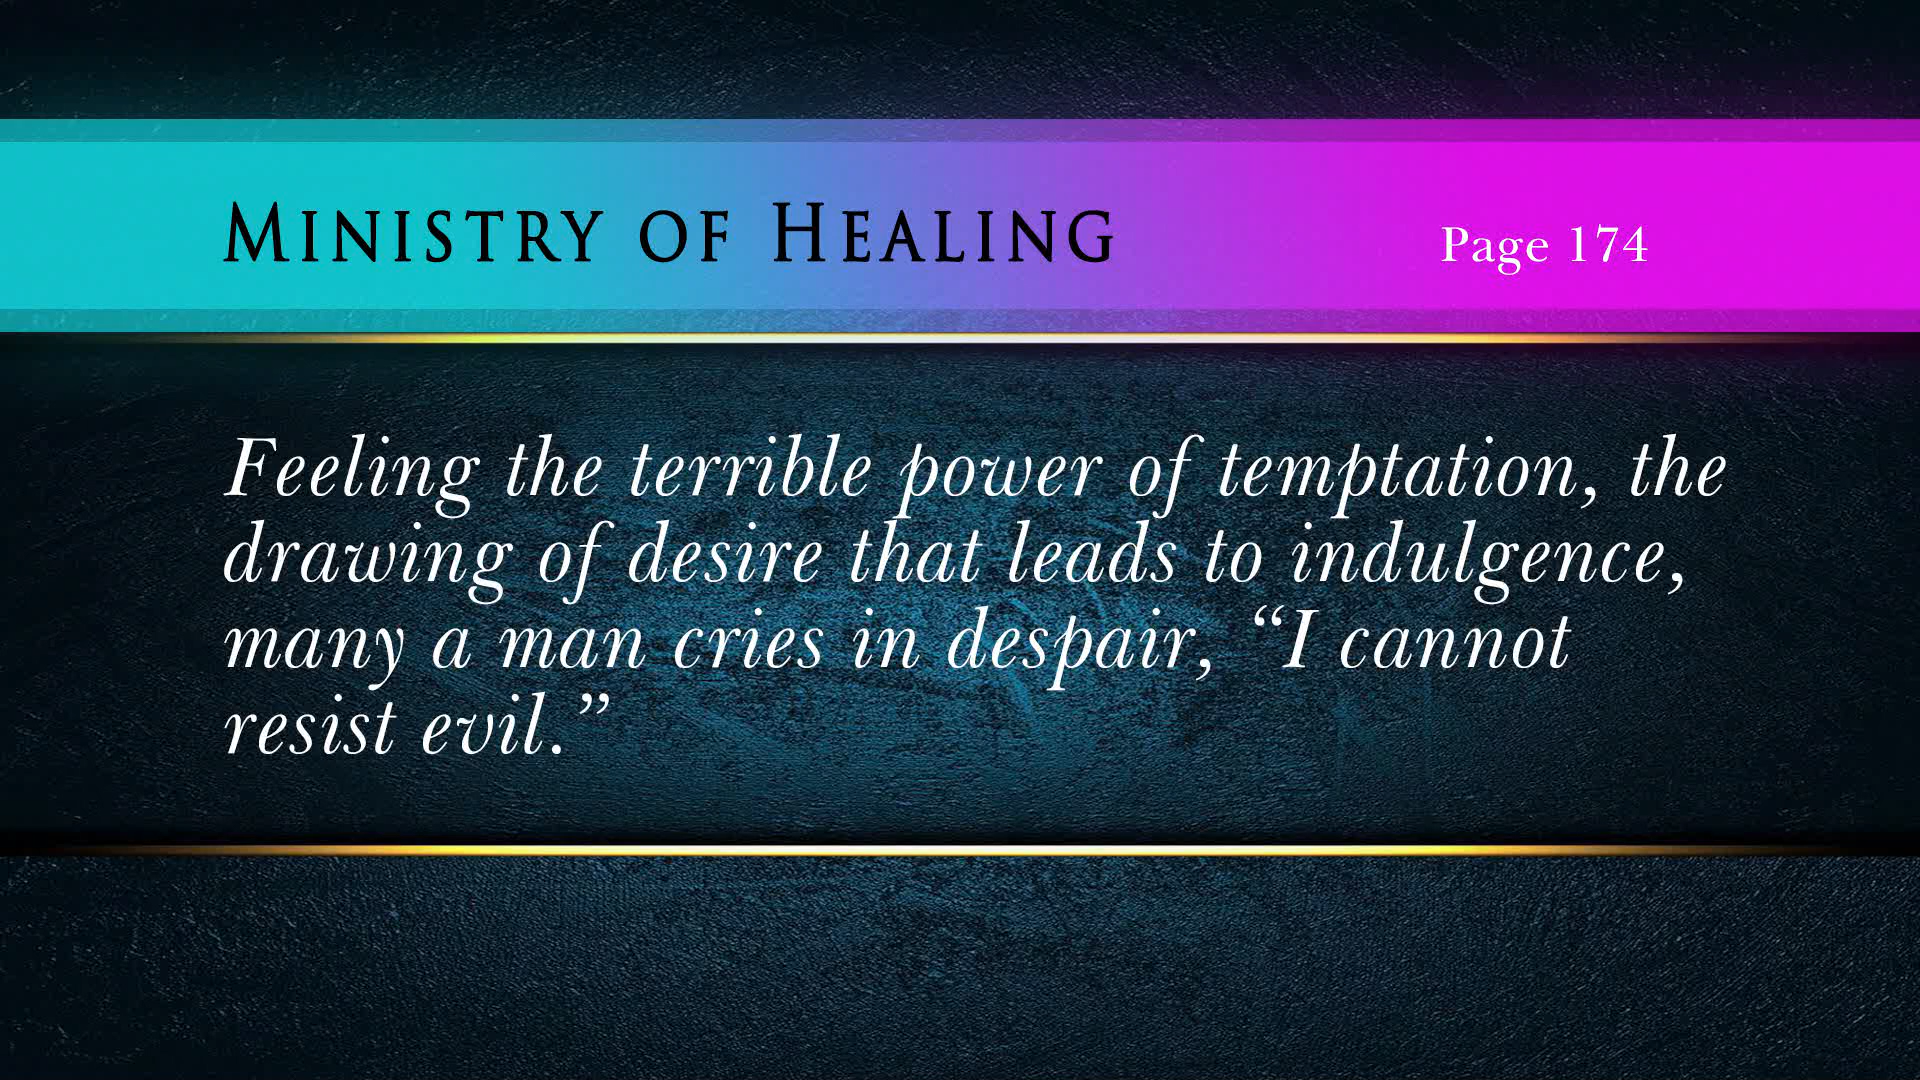 Ministry of Healing Page 174
Feeling the terrible power of temptation, the
drawing of desire that leads to indulgence,
many a man cries in despair, “I cannot
resist evil.”